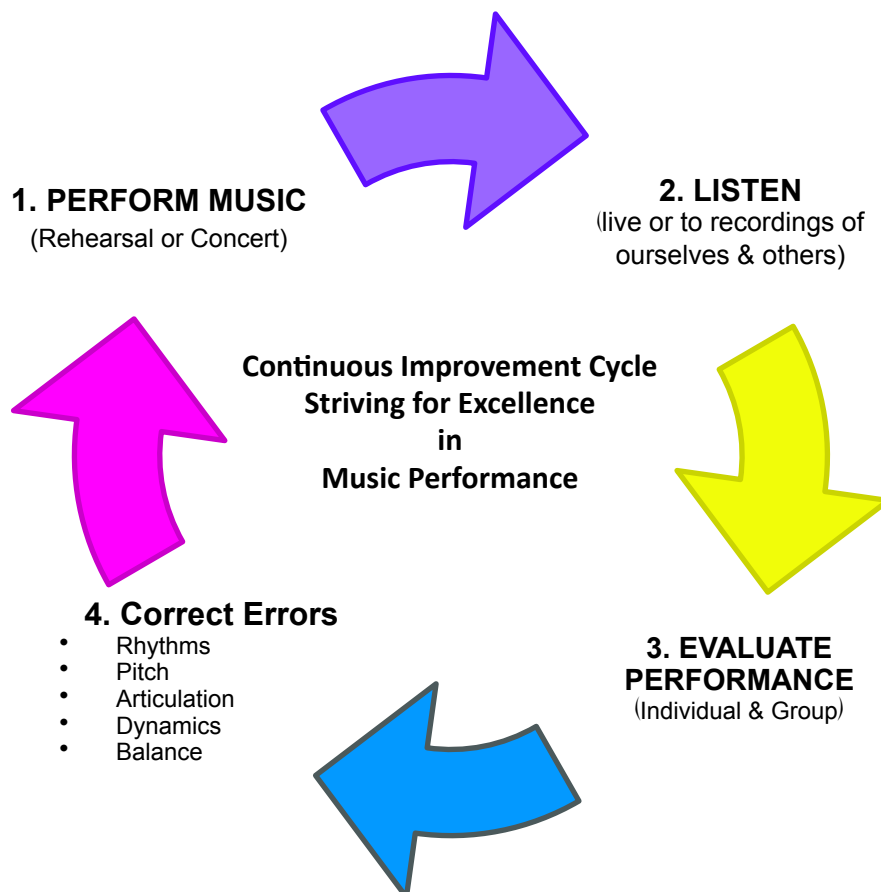 1. PERFORM MUSIC
(Rehearsal or Concert)
2. LISTEN
(live or to recordings of
ourselves & others)
Continuous Improvement Cycle
Striving for Excellence
in
Music Performance
3. EVALUATE
PERFORMANCE
(Individual & Group)
4. Correct Errors
• Rhythms
• Pitch
• Articulation
• Dynamics
• Balance